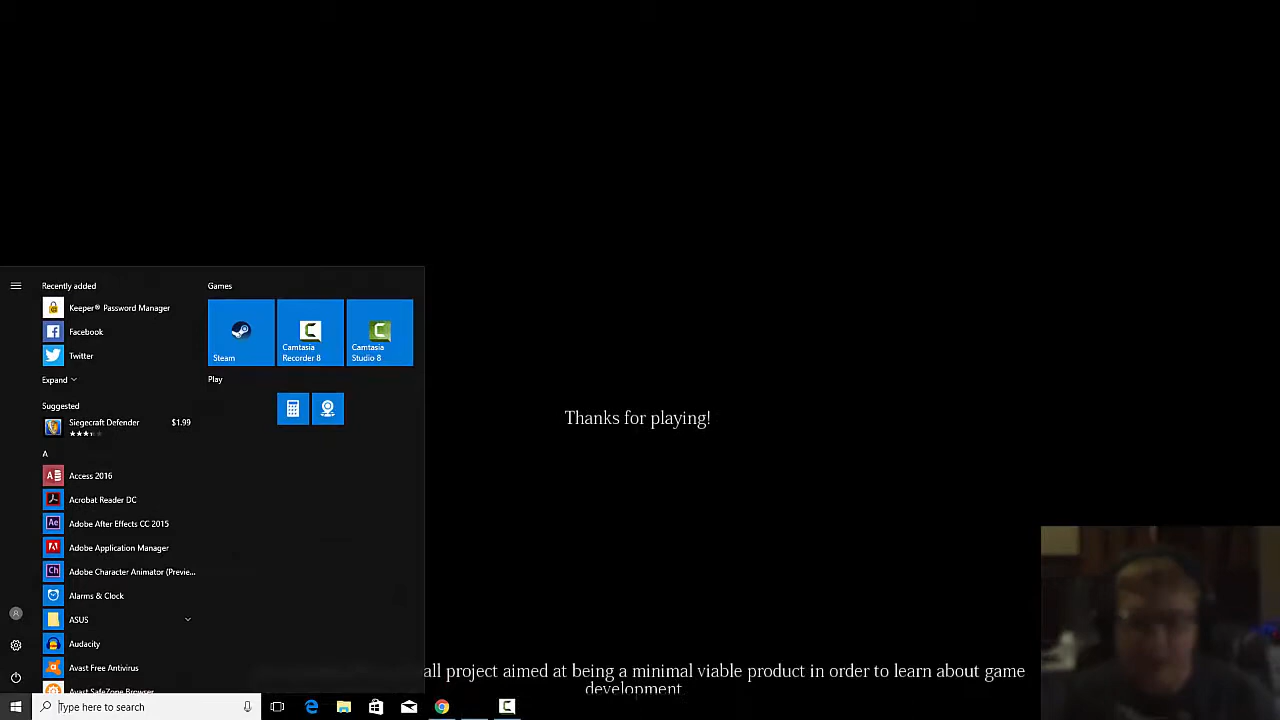 Recently added
Keeper® Password Manager
Facebook
Twitter
Expand
Suggested
Siegecraft Defender $1.99
A
Access 2016
Acrobat Reader DC
Adobe After Effects CC 2015
Adobe Application Manager
Adobe Character Animator (Previe...
Alarms & Clock
ASUS
Audacity
Avast Free Antivirus
Avast SafeZone Browser
Type here to search
Games
Steam
Camtasia
Recorder 8
Camtasia
Studio 8
Play
Thanks for playing!
all project aimed at being a minimal viable product in order to learn about game
development